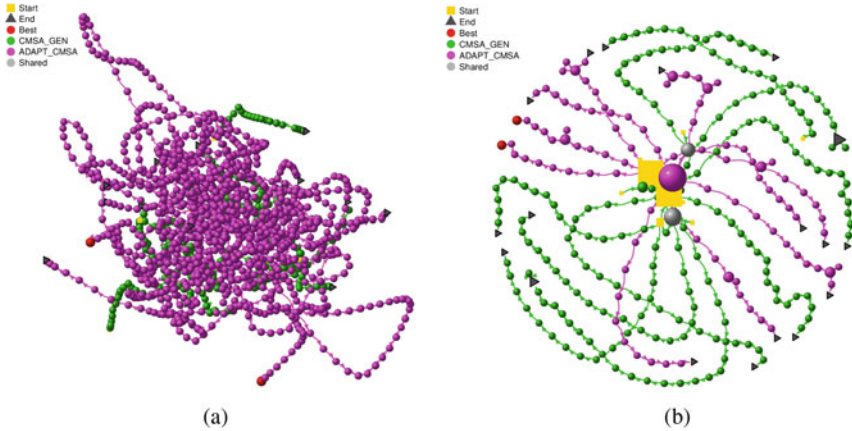 Start
End
Best
CMSA_GEN
ADAPT_CMSA
Shared
(a)
Start
End
Best
CMSA_GEN
ADAPT_CMSA
Shared
(b)